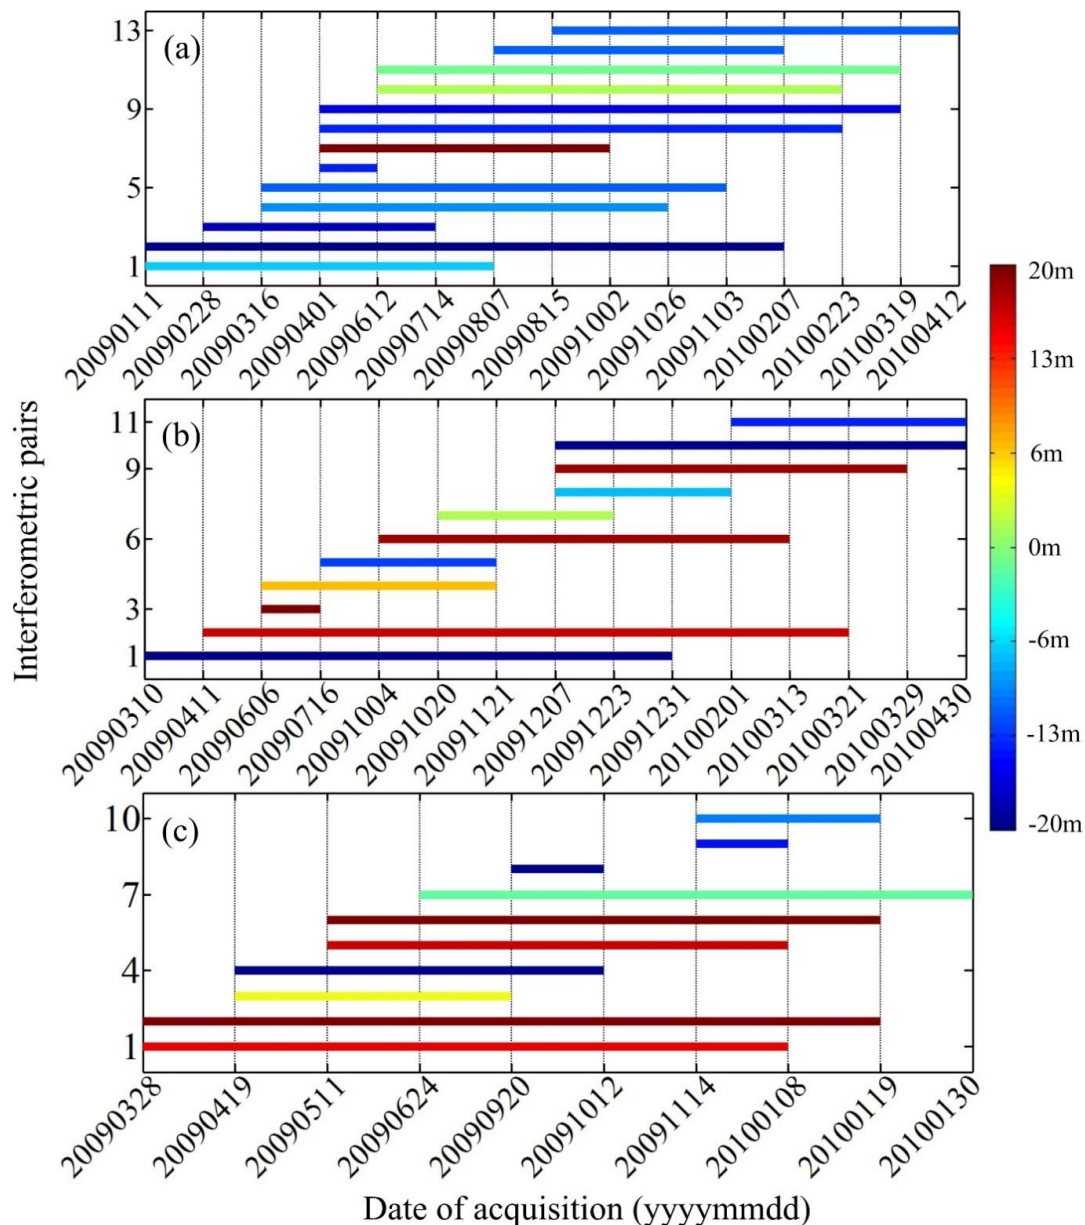 (a)
13
9
5
1
20090111 20090228 20090316 20090401 20090612 20090714 20090807 20090815 20091002 20091026 20091103 20100207 20100223 20100319 20100412
Interferometric pairs
(b)
11
9
6
3
1
20090310 20090411 20090606 20090716 20091004 20091020 20091121 20091207 20091223 20091231 20100201 20100313 20100321 20100329 20100430
(c)
10
7
4
1
20090328 20090419 20090511 20090624 20090920 20091012 20091114 20100108 20100119 20100130
Date of acquisition (yyyymmdd)
20m
13m
6m
0m
-6m
-13m
-20m